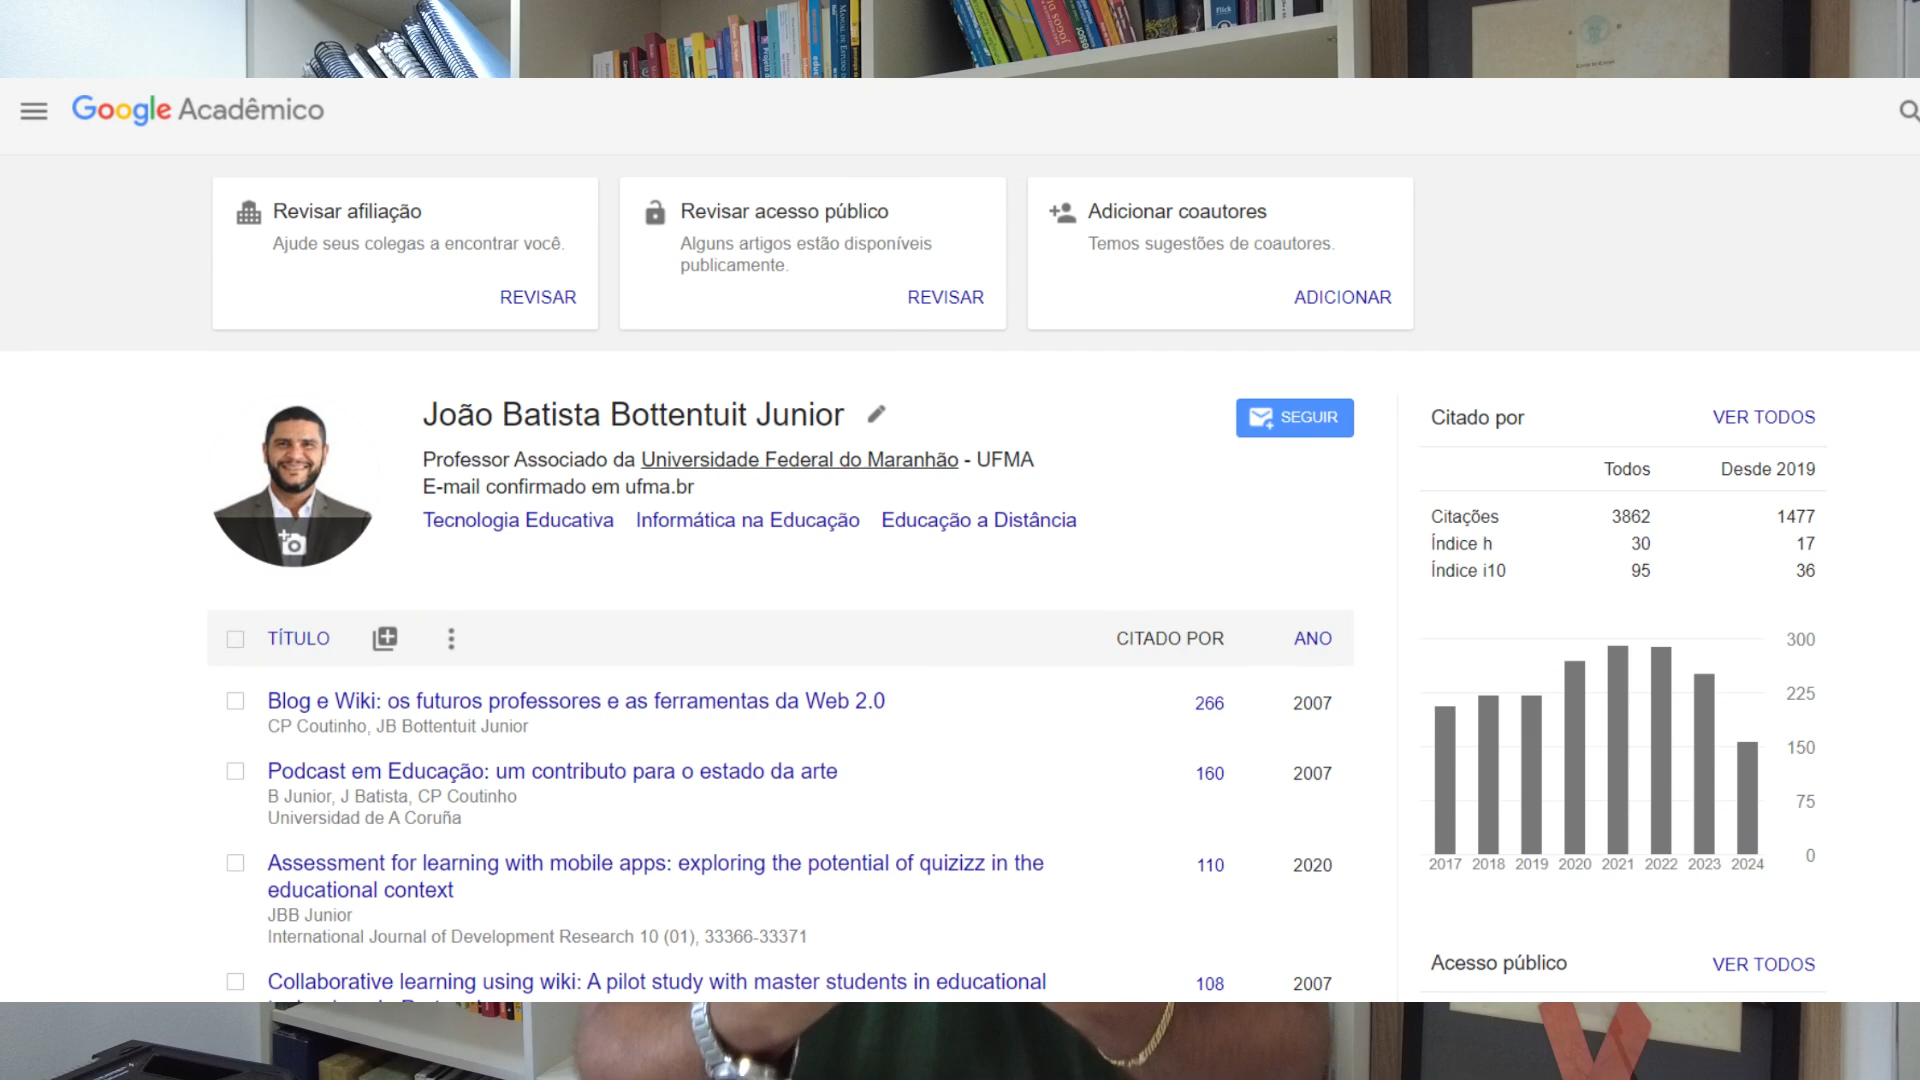 MANUAL DE ESTUDO
Flick
JOGOS DI
Google Acadêmico
Revisar afiliação
Ajude seus colegas a encontrar você.
REVISAR
Revisar acesso público
Alguns artigos estão disponíveis
publicamente.
REVISAR
Adicionar coautores
Temos sugestões de coautores.
ADICIONAR
João Batista Bottentuit Junior
Professor Associado da Universidade Federal do Maranhão - UFMA
E-mail confirmado em ufma.br
Tecnologia Educativa Informática na Educação Educação a Distância
SEGUIR
TÍTULO CITADO POR ANO
Blog e Wiki: os futuros professores e as ferramentas da Web 2.0 266 2007
CP Coutinho, JB Bottentuit Junior
Podcast em Educação: um contributo para o estado da arte 160 2007
B Junior, J Batista, CP Coutinho
Universidad de A Coruña
Assessment for learning with mobile apps: exploring the potential of quizizz in the 110 2020
educational context
JBB Junior
International Journal of Development Research 10 (01), 33366-33371
Collaborative learning using wiki: A pilot study with master students in educational 108 2007
Citado por VER TODOS
Todos Desde 2019
Citações 3862 1477
Índice h 30 17
Índice i10 95 36
300
225
150
75
0
2017 2018 2019 2020 2021 2022 2023 2024
Acesso público VER TODOS